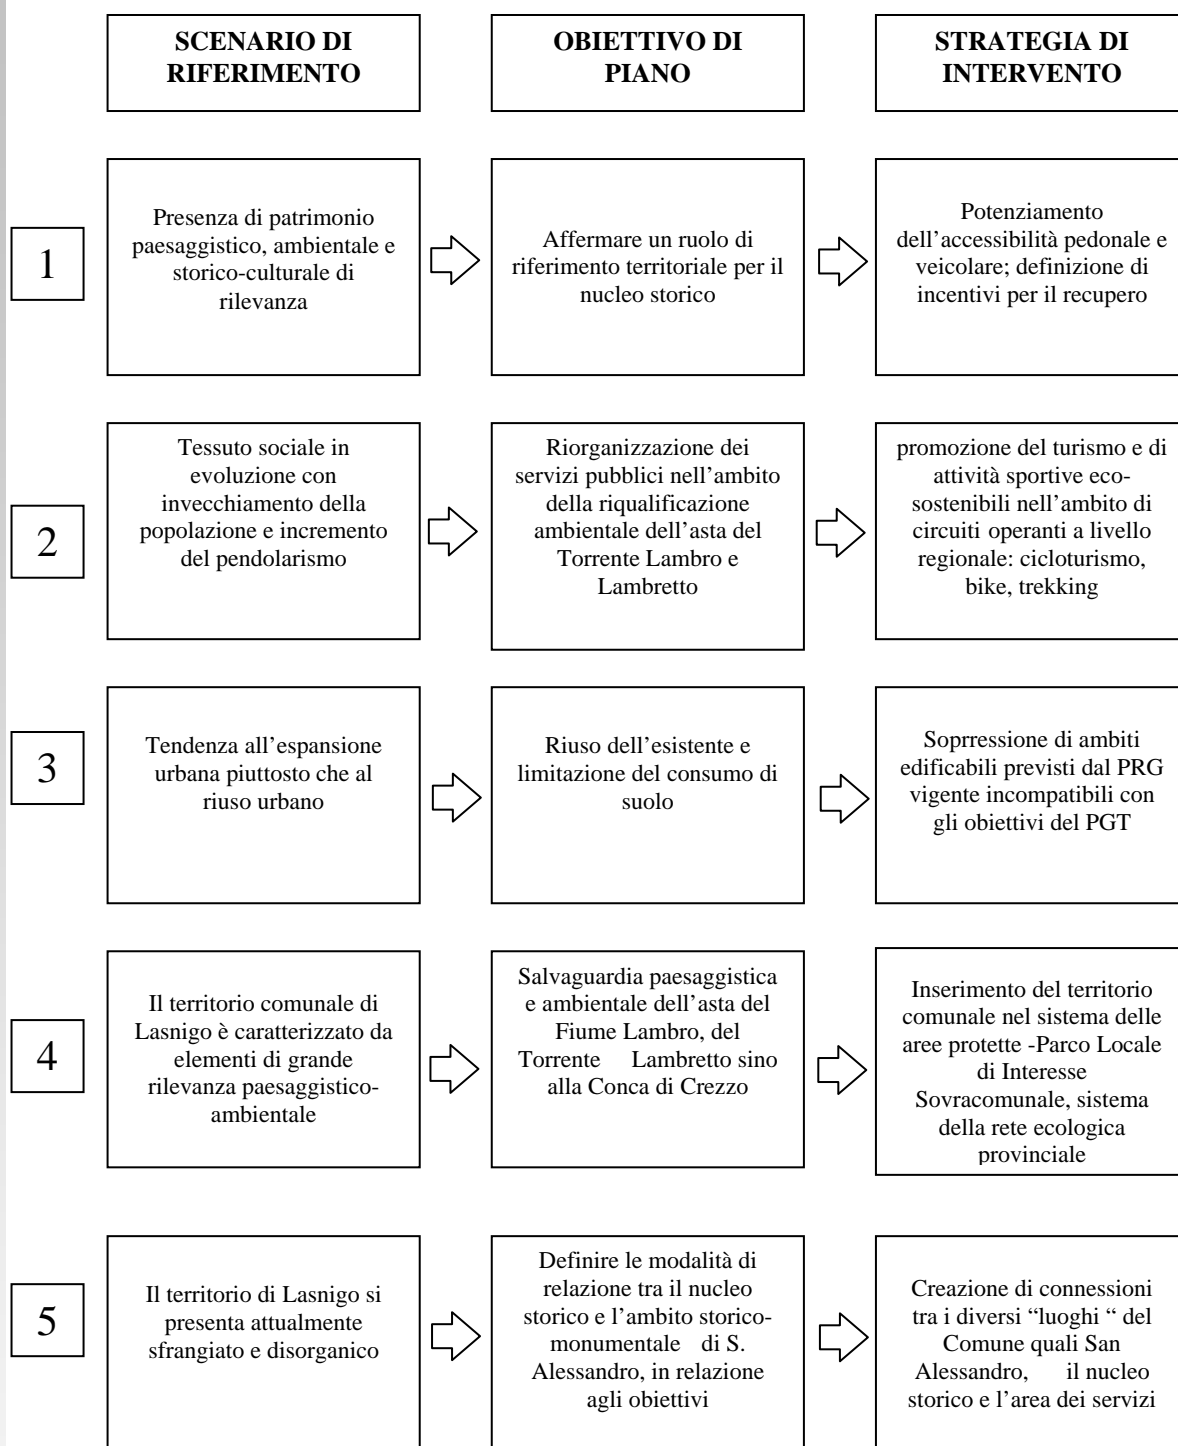 SCENARIO DI
RIFERIMENTO
OBIETTIVO DI
PIANO
STRATEGIA DI
INTERVENTO
1
Presenza di patrimonio
paesaggistico, ambientale e
storico-culturale di
rilevanza
Affermare un ruolo di
riferimento territoriale per il
nucleo storico
Potenziamento
dell’accessibilità pedonale e
veicolare; definizione di
incentivi per il recupero
2
Tessuto sociale in
evoluzione con
invecchiamento della
popolazione e incremento
del pendolarismo
Riorganizzazione dei
servizi pubblici nell’ambito
della riqualificazione
ambientale dell’asta del
Torrente Lambro e
Lambretto
promozione del turismo e di
attività sportive eco-
sostenibili nell’ambito di
circuiti operanti a livello
regionale: cicloturismo,
bike, trekking
3
Tendenza all’espansione
urbana piuttosto che al
riuso urbano
Riuso dell’esistente e
limitazione del consumo di
suolo
Soprressione di ambiti
edificabili previsti dal PRG
vigente incompatibili con
gli obiettivi del PGT
4
Il territorio comunale di
Lasnigo è caratterizzato da
elementi di grande
rilevanza paesaggistico-
ambientale
Salvaguardia paesaggistica
e ambientale dell’asta del
Fiume Lambro, del
Torrente Lambretto sino
alla Conca di Crezzo
Inserimento del territorio
comunale nel sistema delle
aree protette -Parco Locale
di Interesse
Sovracomunale, sistema
della rete ecologica
provinciale
5
Il territorio di Lasnigo si
presenta attualmente
sfrangiato e disorganico
Definire le modalità di
relazione tra il nucleo
storico e l’ambito storico-
monumentale di S.
Alessandro, in relazione
agli obiettivi
Creazione di connessioni
tra i diversi “luoghi “ del
Comune quali San
Alessandro, il nucleo
storico e l’area dei servizi